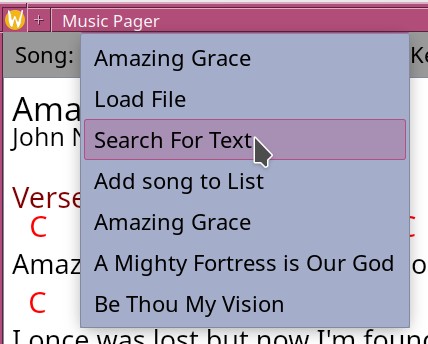 Music Pager
Song:
Amazing Grace
Load File
Search For Text
Add song to List
Amazing Grace
A Mighty Fortress is Our God
Be Thou My Vision
Ke
Ama
John N
Verse
C
C
Amaz
o
C
I once was lost but now I'm foun